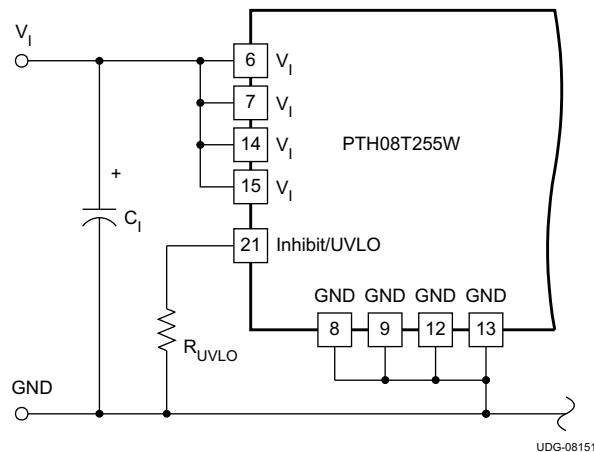 V_I
6 V_I
7 V_I
PTH08T255W
14 V_I
15 V_I
+
C_I
21 Inhibit/UVLO
GND GND GND GND
8 9 12 13
R_UVLO
GND
UDG-08151